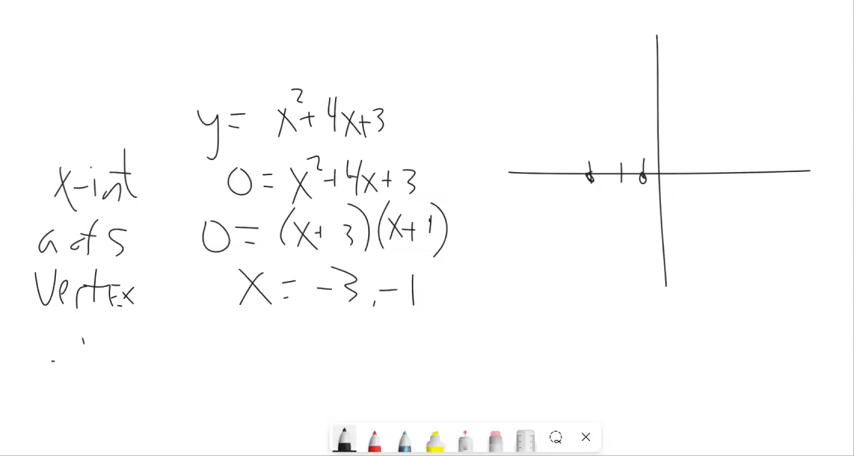 y = x²+4x+3
x-int 0 = x²+4x+3
a of S 0 = (x+3)(x+1)
Vertex x = -3, -1